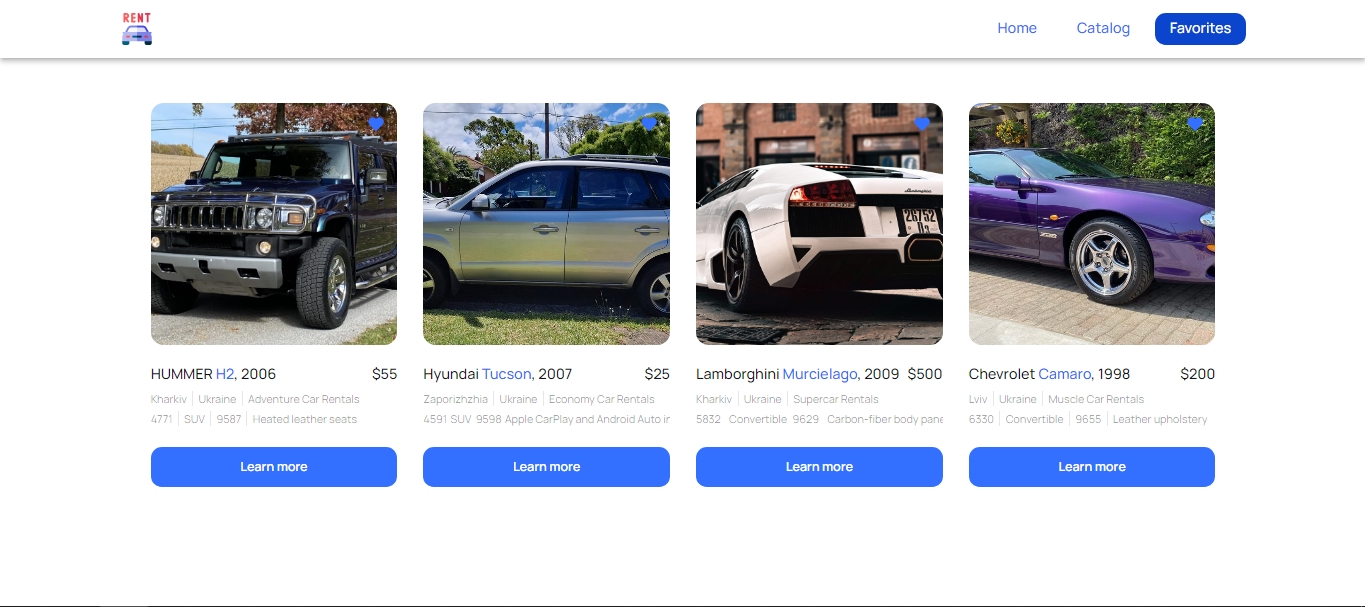 RENT
Home Catalog Favorites
HUMMER H2, 2006 $55
Kharkiv Ukraine Adventure Car Rentals
4771 SUV 9587 Heated leather seats
Learn more
Hyundai Tucson, 2007 $25
Zaporizhzhia Ukraine Economy Car Rentals
4591 SUV 9598 Apple CarPlay and Android Auto in
Learn more
Lamborghini
26752
Lamborghini Murcielago, 2009 $500
Kharkiv Ukraine Supercar Rentals
5832 Convertible 9629 Carbon-fiber body pane
Learn more
Chevrolet Camaro, 1998 $200
Lviv Ukraine Muscle Car Rentals
6330 Convertible 9655 Leather upholstery
Learn more